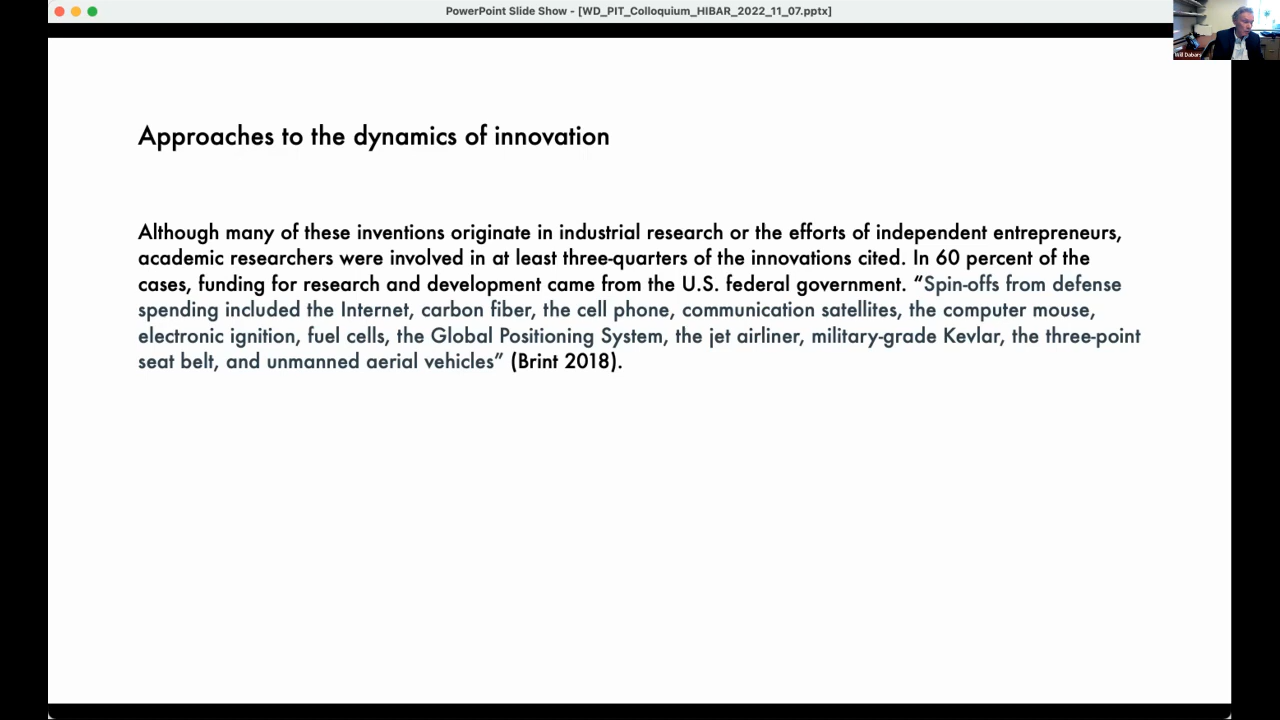 PowerPoint Slide Show - [WD_PIT_Colloquium_HIBAR_2022_11_07.pptx]
Approaches to the dynamics of innovation
Although many of these inventions originate in industrial research or the efforts of independent entrepreneurs,
academic researchers were involved in at least three-quarters of the innovations cited. In 60 percent of the
cases, funding for research and development came from the U.S. federal government. “Spin-offs from defense
spending included the Internet, carbon fiber, the cell phone, communication satellites, the computer mouse,
electronic ignition, fuel cells, the Global Positioning System, the jet airliner, military-grade Kevlar, the three-point
seat belt, and unmanned aerial vehicles” (Brint 2018).